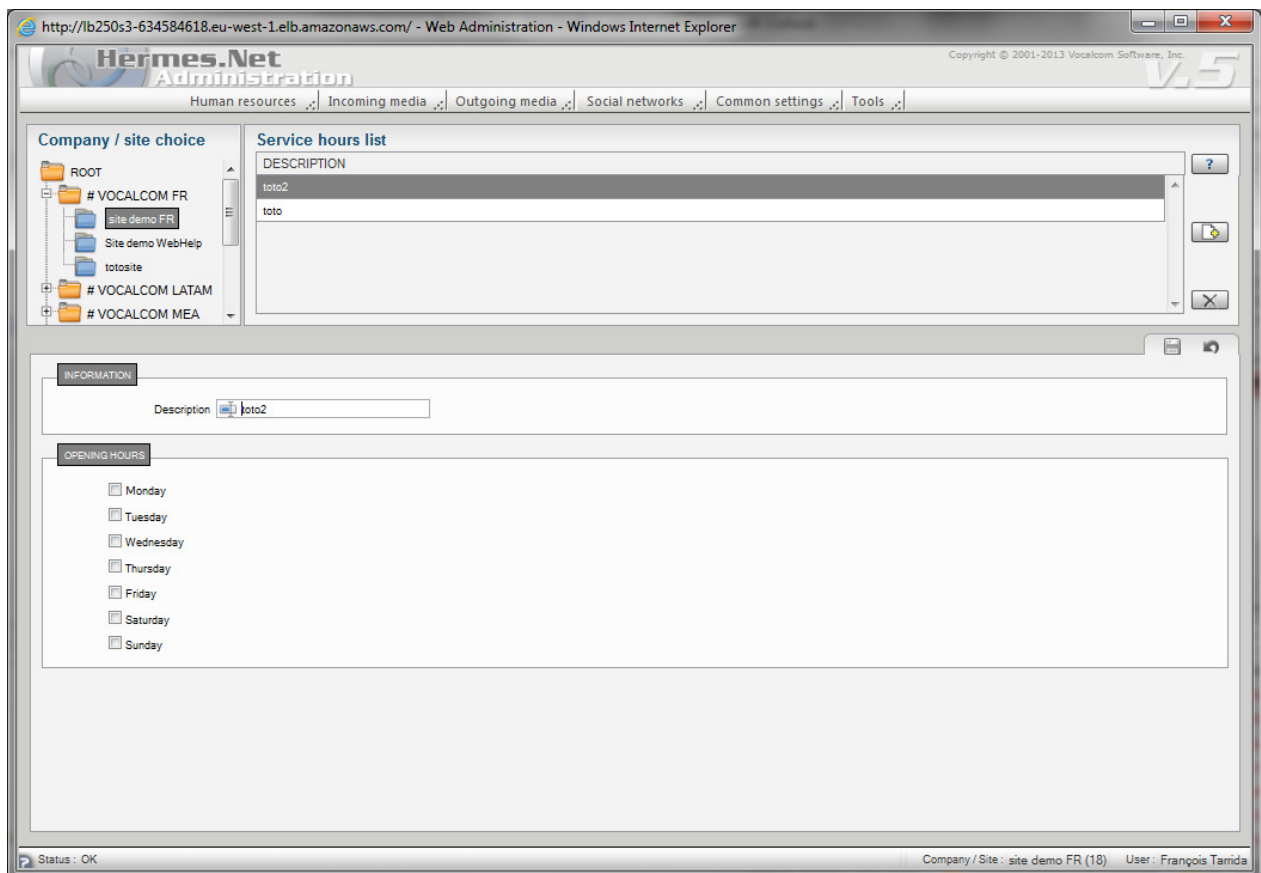 http://lb250s3-634584618.eu-west-1.elb.amazonaws.com/ - Web Administration - Windows Internet Explorer
Hermes.Net
Administration
Copyright © 2001-2013 Vocalcom Software, Inc.
V.5
Human resources Incoming media Outgoing media Social networks Common settings Tools
Company / site choice
ROOT
# VOCALCOM FR
site demo FR
Site demo WebHelp
totosite
# VOCALCOM LATAM
# VOCALCOM MEA
Service hours list
DESCRIPTION
toto2
toto
?
INFORMATION
Description toto2
OPENING HOURS
Monday
Tuesday
Wednesday
Thursday
Friday
Saturday
Sunday
Status : OK
Company / Site : site demo FR (18) User : François Tarrida